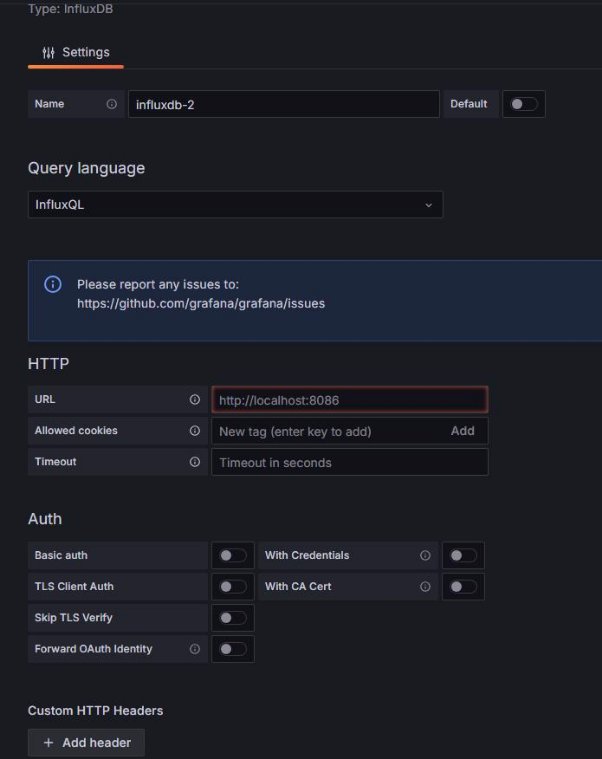 Type: InfluxDB
Settings
Name influxdb-2 Default
Query language
InfluxQL
Please report any issues to:
https://github.com/grafana/grafana/issues
HTTP
URL http://localhost:8086
Allowed cookies New tag (enter key to add) Add
Timeout Timeout in seconds
Auth
Basic auth With Credentials
TLS Client Auth With CA Cert
Skip TLS Verify
Forward OAuth Identity
Custom HTTP Headers
+ Add header